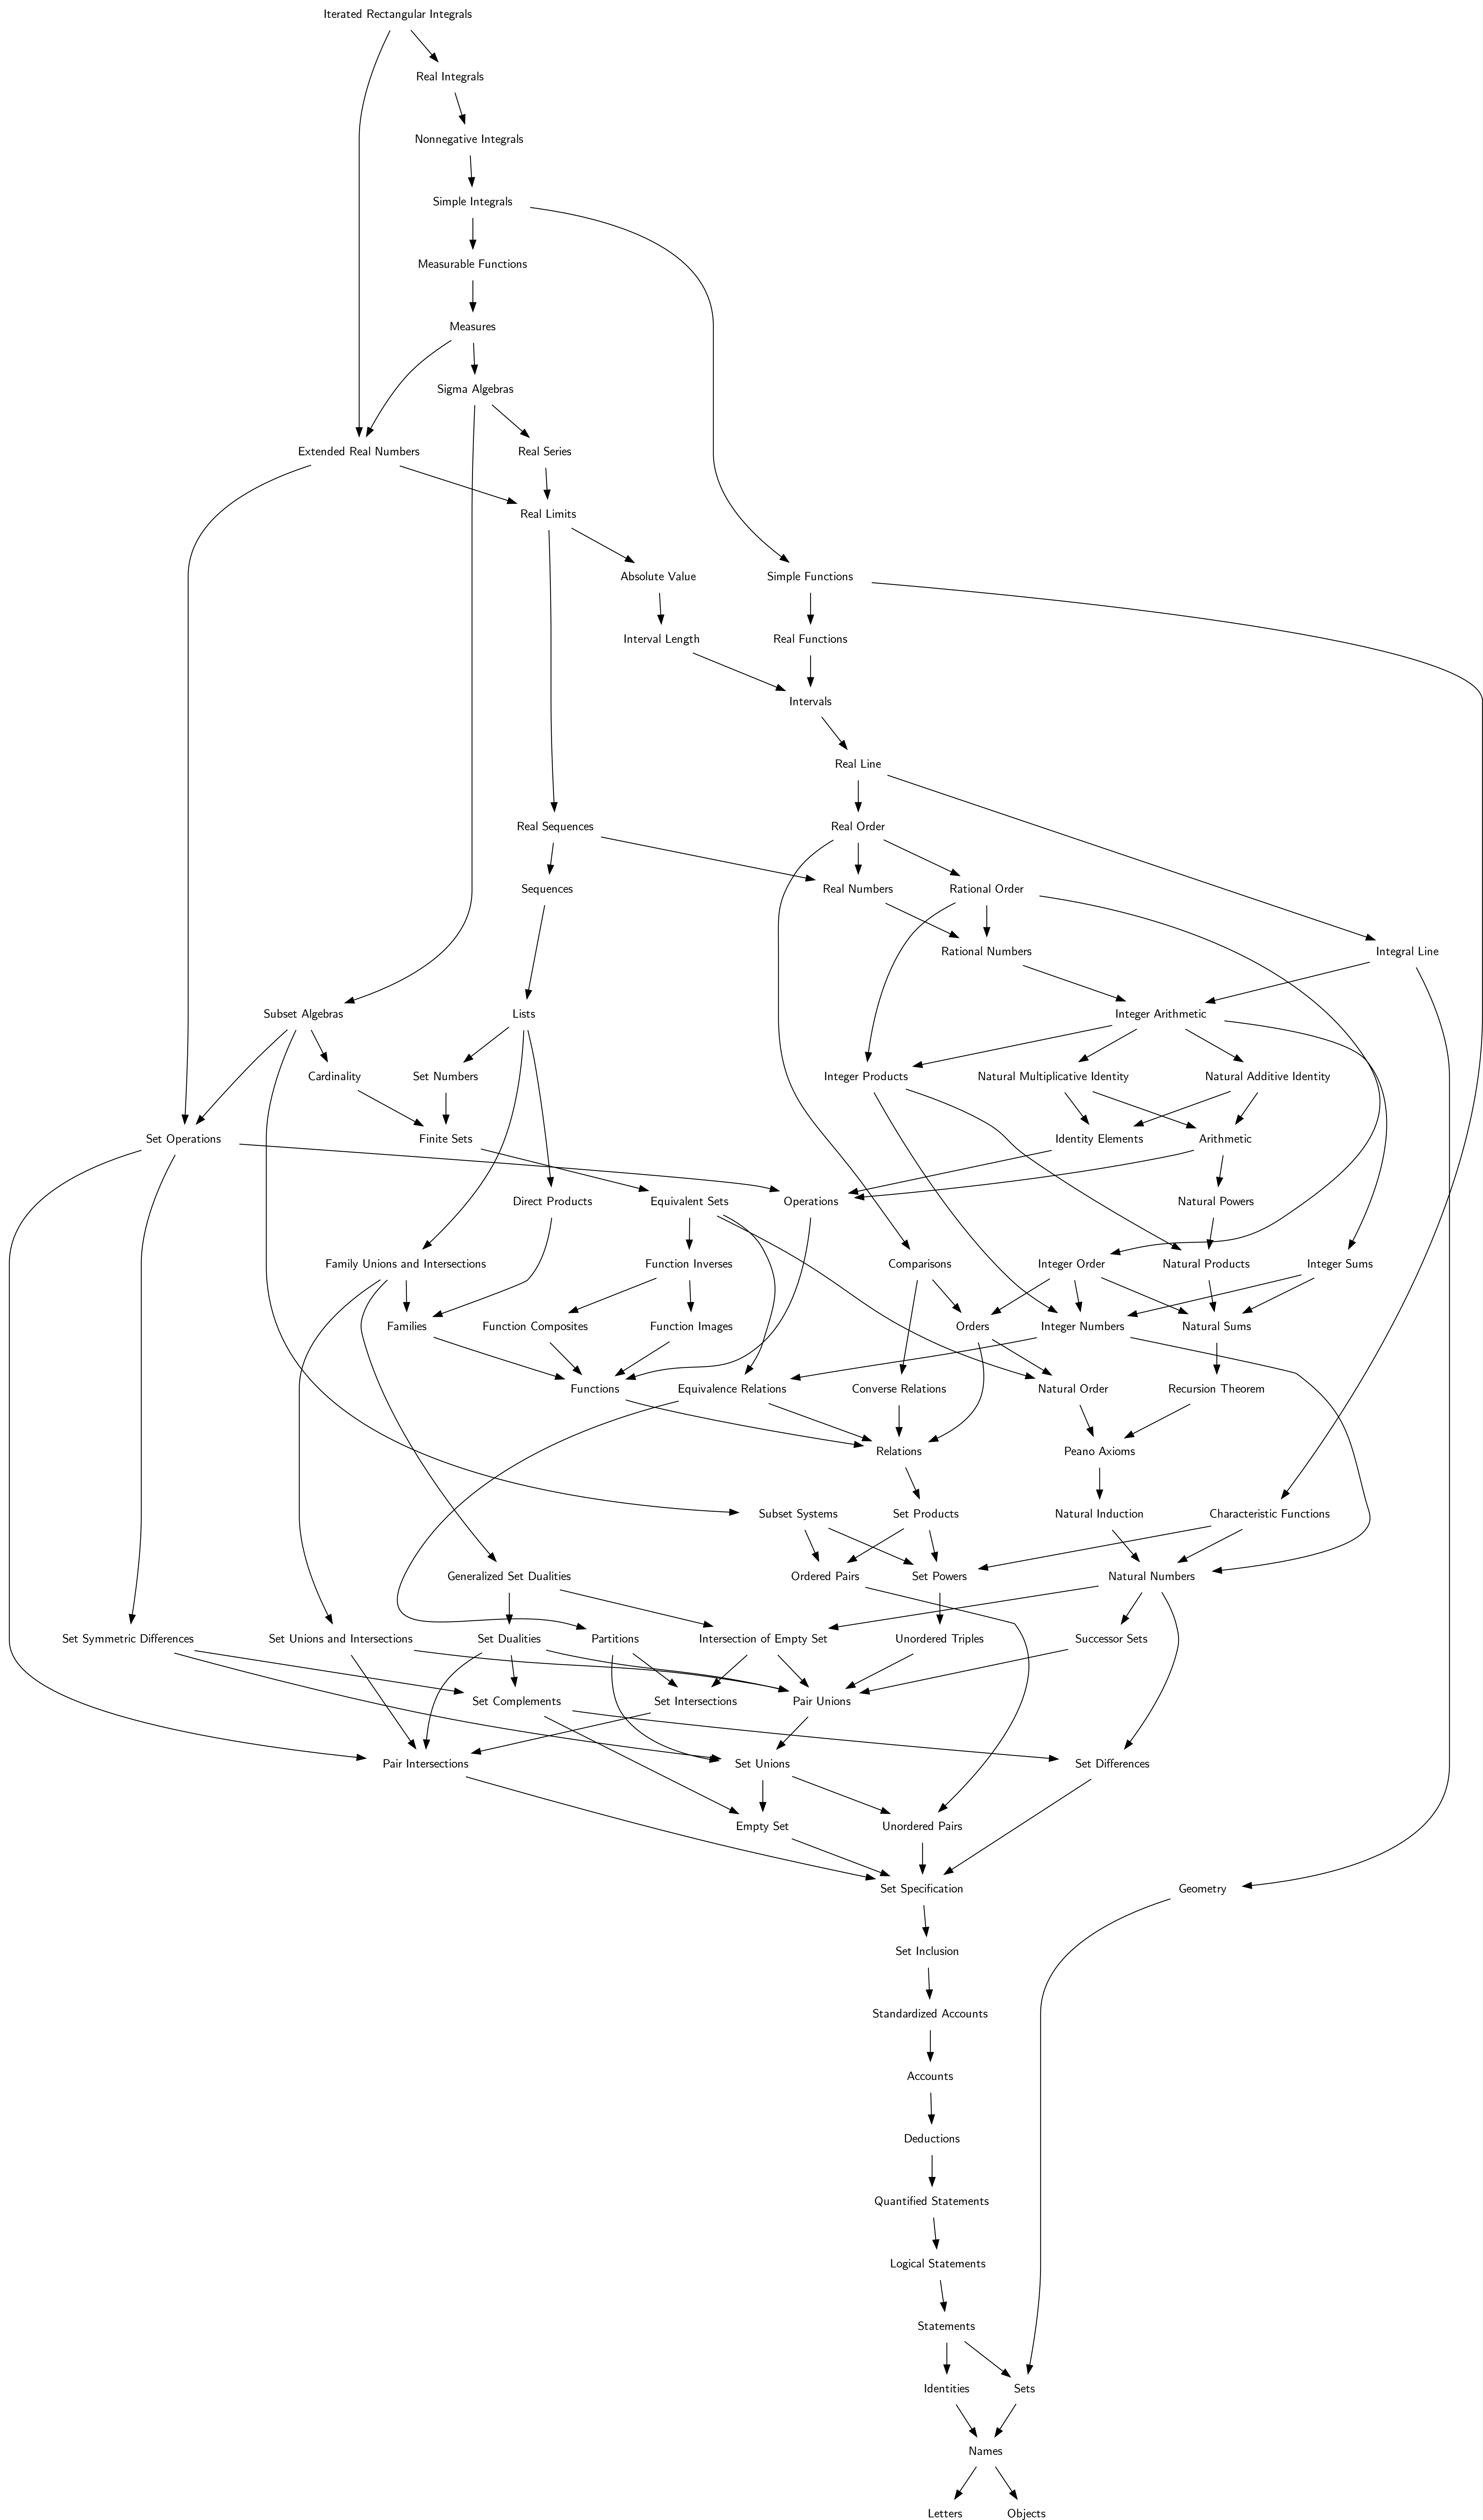 Iterated Rectangular Integrals
Real Integrals
Nonnegative Integrals
Simple Integrals
Measurable Functions
Measures
Sigma Algebras
Extended Real Numbers
Real Series
Real Limits
Absolute Value
Simple Functions
Interval Length
Real Functions
Intervals
Real Line
Real Sequences
Real Order
Sequences
Real Numbers
Rational Order
Rational Numbers
Integral Line
Subset Algebras
Lists
Integer Arithmetic
Cardinality
Set Numbers
Integer Products
Natural Multiplicative Identity
Natural Additive Identity
Set Operations
Finite Sets
Identity Elements
Arithmetic
Direct Products
Equivalent Sets
Operations
Natural Powers
Family Unions and Intersections
Function Inverses
Comparisons
Integer Order
Natural Products
Integer Sums
Families
Function Composites
Function Images
Orders
Integer Numbers
Natural Sums
Functions
Equivalence Relations
Converse Relations
Natural Order
Recursion Theorem
Relations
Peano Axioms
Subset Systems
Set Products
Natural Induction
Characteristic Functions
Generalized Set Dualities
Ordered Pairs
Set Powers
Natural Numbers
Set Symmetric Differences
Set Unions and Intersections
Set Dualities
Partitions
Intersection of Empty Set
Unordered Triples
Successor Sets
Set Complements
Set Intersections
Pair Unions
Pair Intersections
Set Unions
Set Differences
Empty Set
Unordered Pairs
Set Specification
Geometry
Set Inclusion
Standardized Accounts
Accounts
Deductions
Quantified Statements
Logical Statements
Statements
Identities
Sets
Names
Letters
Objects